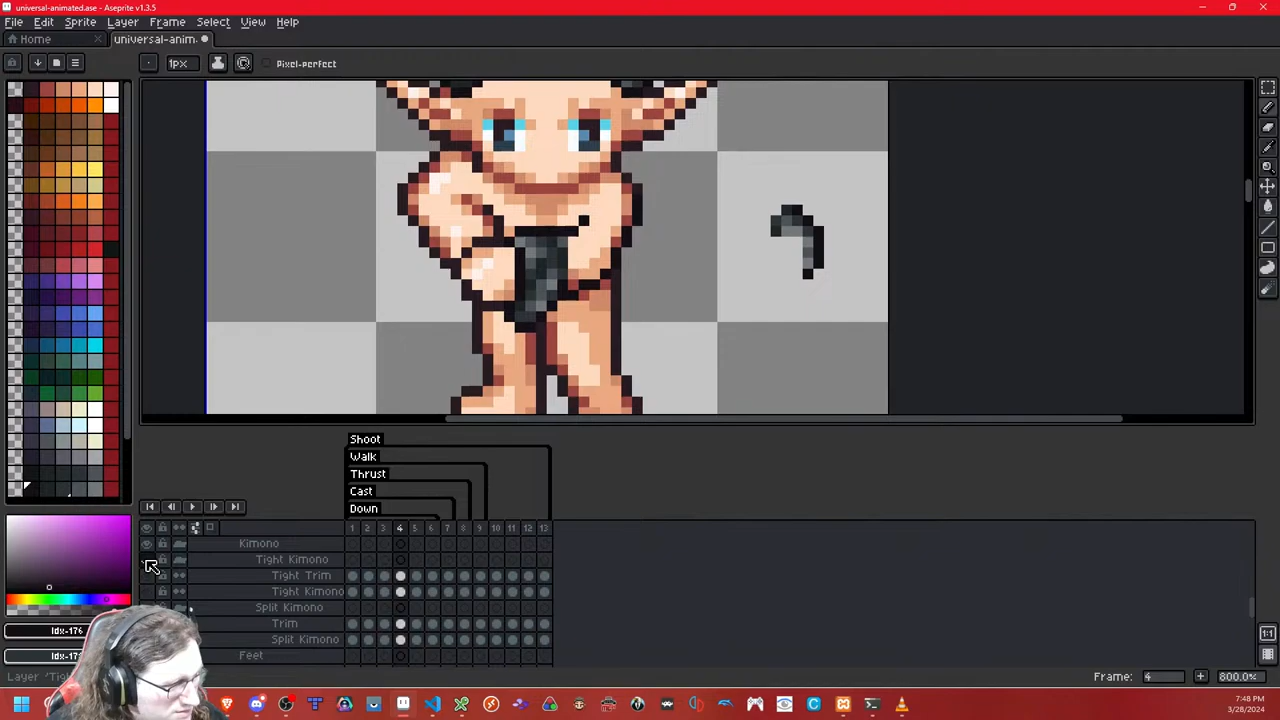 universal-animated.ase - Aseprite v1.3.5
File Edit Sprite Layer Frame Select View Help
Home universal-anim.
1px Pixel-perfect
Shoot
Walk
Thrust
Cast
Down
1 2 3 4 5 6 7 8 9 10 11 12 13
Kimono
Tight Kimono
Tight Trim
Tight Kimono
Split Kimono
Trim
Split Kimono
Feet
Idx-176
1:1
Frame: 4 800.0%
7:48 PM
3/28/2024